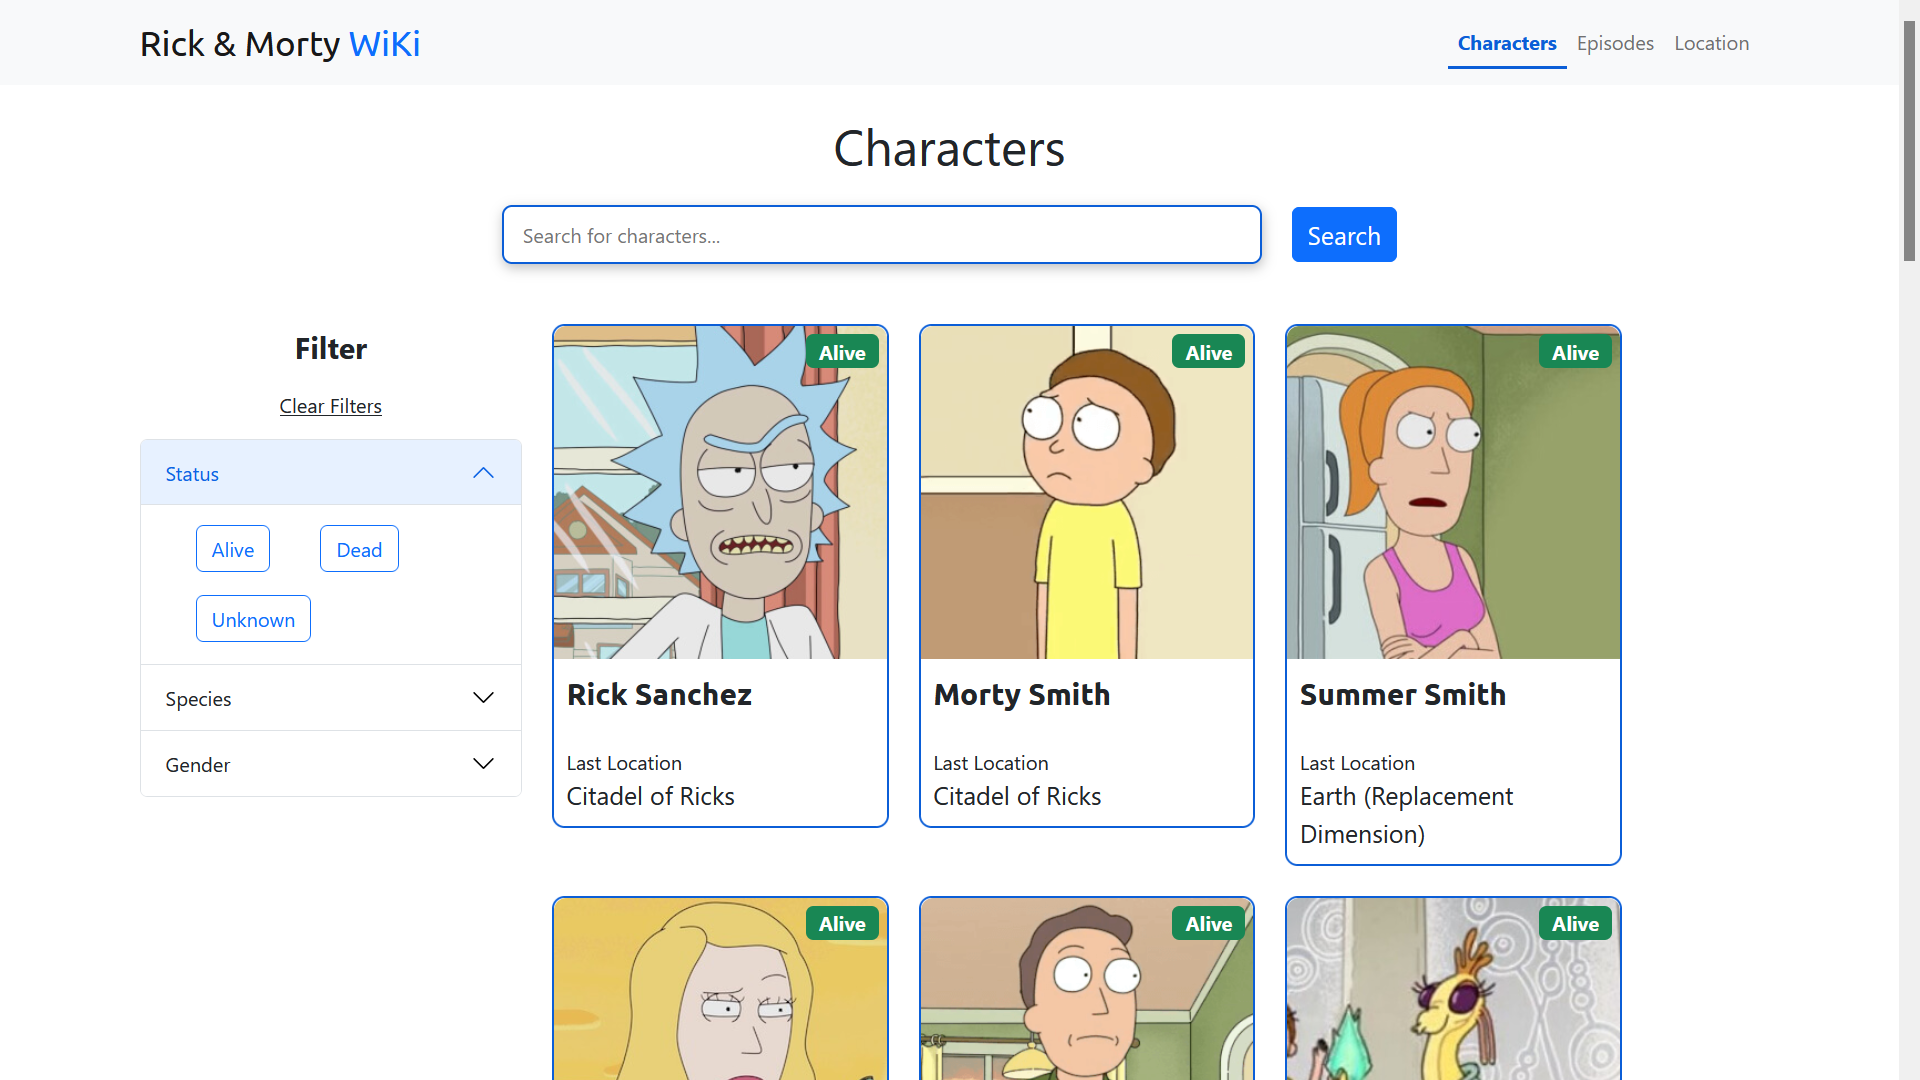 Rick & Morty WiKi
Characters
Episodes
Location
Characters
Search for characters...
Search
Filter
Clear Filters
Status
Alive
Dead
Unknown
Species
Gender
Alive
Rick Sanchez
Last Location
Citadel of Ricks
Alive
Morty Smith
Last Location
Citadel of Ricks
Alive
Summer Smith
Last Location
Earth (Replacement
Dimension)
Alive
Alive
Alive